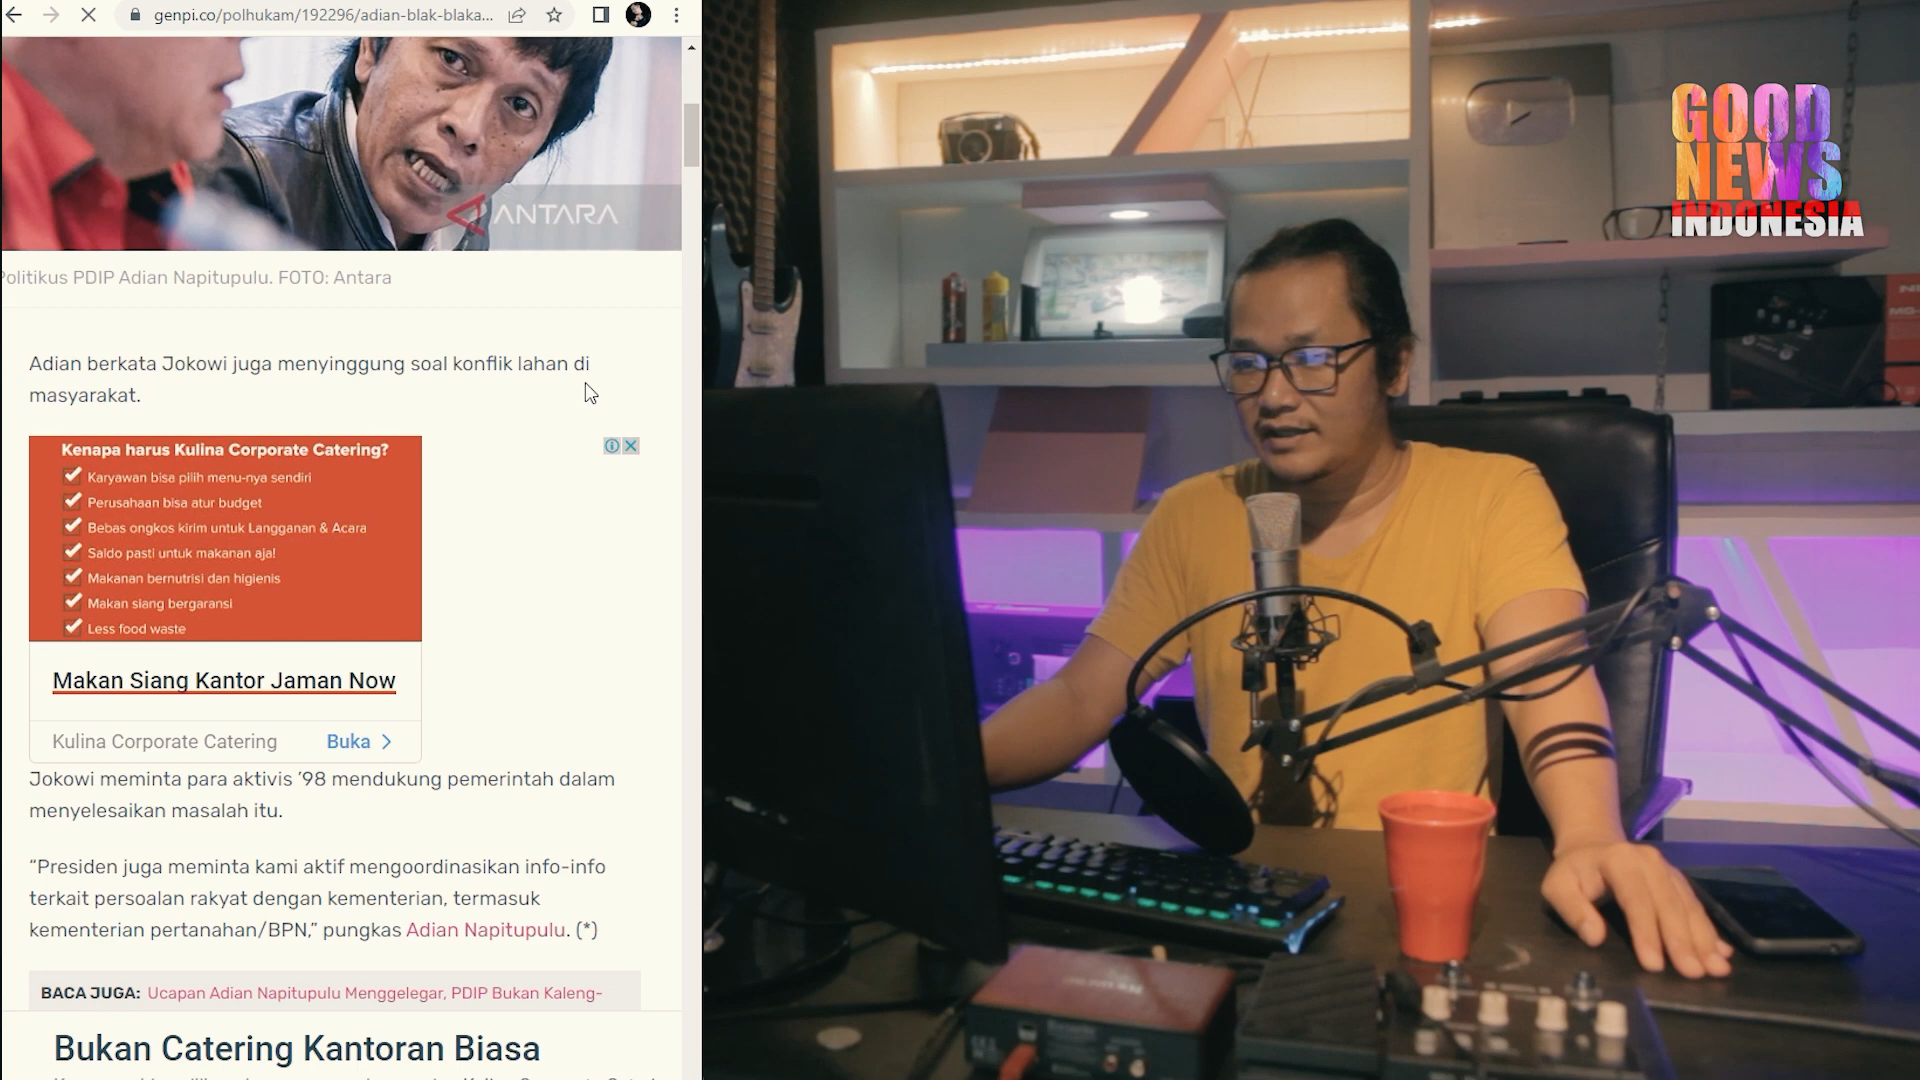 genpi.co/polhukam/192296/adian-blak-blaka...
ANTARA
Politikus PDIP Adian Napitupulu. FOTO: Antara
Adian berkata Jokowi juga menyinggung soal konflik lahan di
masyarakat.
Kenapa harus Kulina Corporate Catering?
Karyawan bisa pilih menu-nya sendiri
Perusahaan bisa atur budget
Bebas ongkos kirim untuk Langganan & Acara
Saldo pasti untuk makanan aja!
Makanan bernutrisi dan higienis
Makan siang bergaransi
Less food waste
Makan Siang Kantor Jaman Now
Kulina Corporate Catering
Buka
Jokowi meminta para aktivis '98 mendukung pemerintah dalam
menyelesaikan masalah itu.
“Presiden juga meminta kami aktif mengoordinasikan info-info
terkait persoalan rakyat dengan kementerian, termasuk
kementerian pertanahan/BPN,” pungkas Adian Napitupulu. (*)
BACA JUGA: Ucapan Adian Napitupulu Menggelegar, PDIP Bukan Kaleng-
Bukan Catering Kantoran Biasa
GOOD
NEWS
INDONESIA